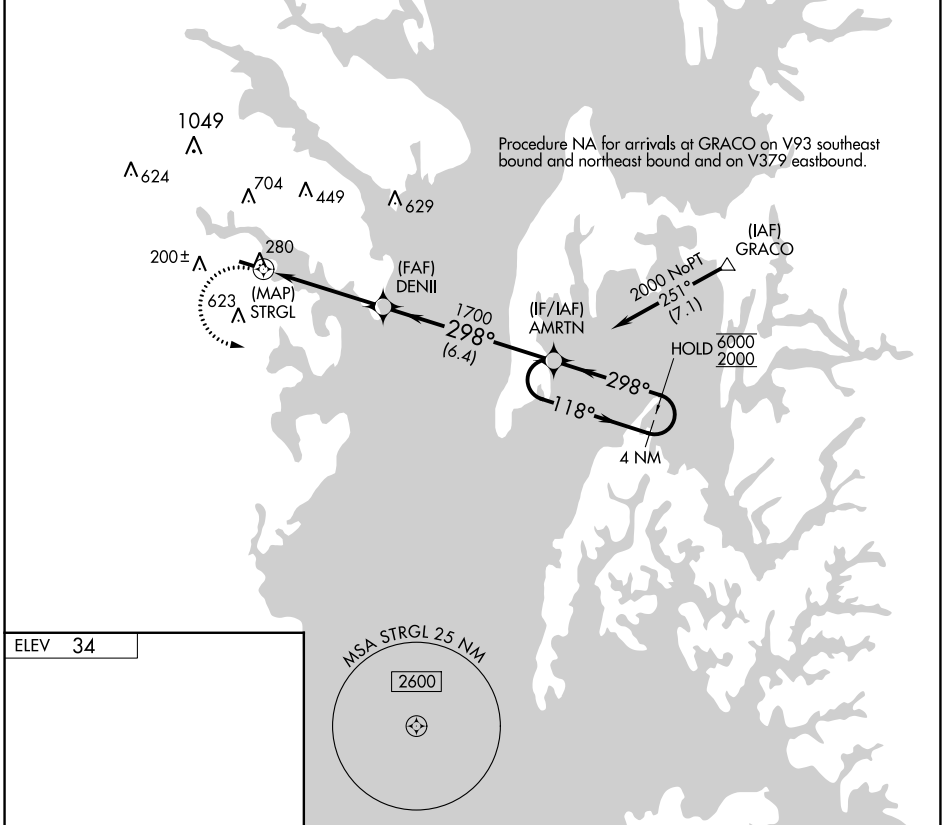 1049
624
704
449
629
Procedure NA for arrivals at GRACO on V93 southeast
bound and northeast bound and on V379 eastbound.
(IAF)
GRACO
2000 NoPT
251°
(7.1)
200±
280
(MAP)
STRGL
623
(FAF)
DENII
1700
298°
(6.4)
(IF/IAF)
AMRTN
HOLD 6000
2000
298°
118°
4 NM
ELEV 34
MSA STRGL 25 NM
2600